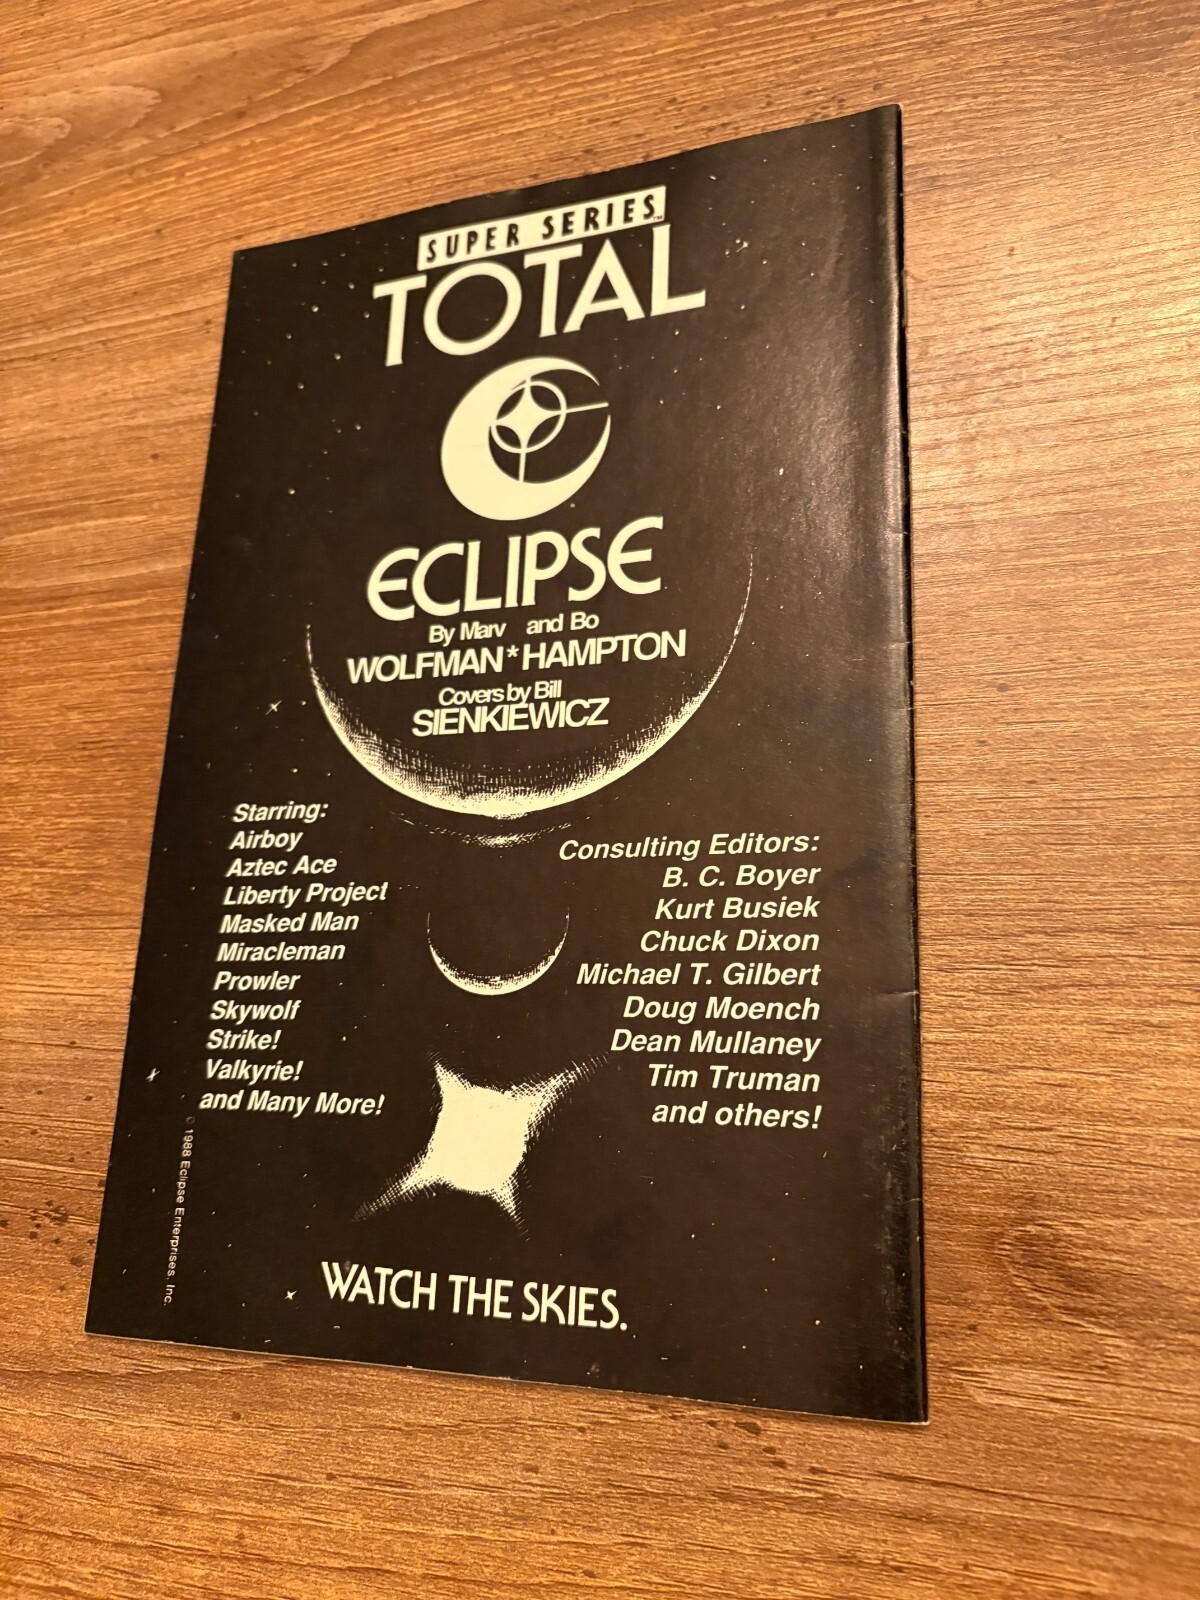 SUPER SERIES™
TOTAL
ECLIPSE
By Marv and Bo
WOLFMAN*HAMPTON
Covers by Bill
SIENKIEWICZ
Starring:
Airboy
Aztec Ace
Liberty Project
Masked Man
Miracleman
Prowler
Skywolf
Strike!
Valkyrie!
and Many More!
Consulting Editors:
B. C. Boyer
Kurt Busiek
Chuck Dixon
Michael T. Gilbert
Doug Moench
Dean Mullaney
Tim Truman
and others!
© 1988 Eclipse Enterprises, Inc.
WATCH THE SKIES.